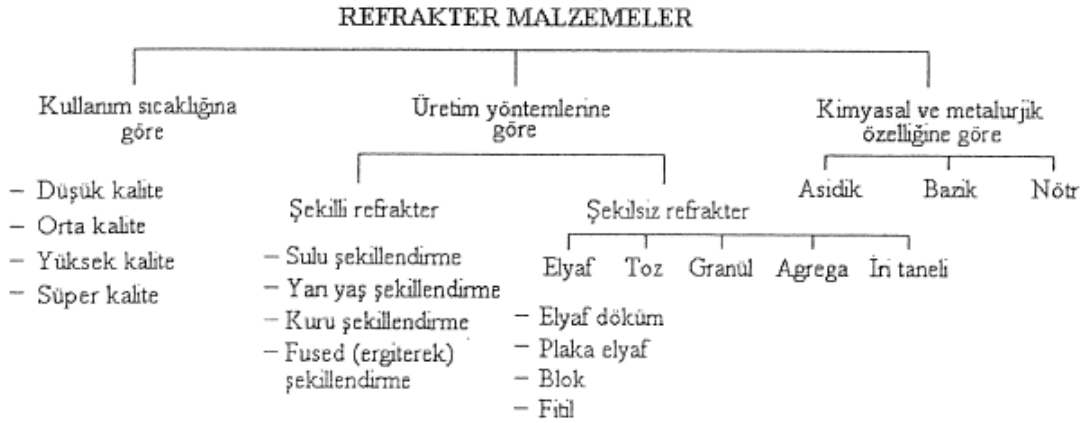 REFRAKTER MALZEMELER
Kullanım sıcaklığına
göre
– Düşük kalite
– Orta kalite
– Yüksek kalite
– Süper kalite
Üretim yöntemlerine
göre
Şekilli refrakter
– Sulu şekillendirme
– Yarı yaş şekillendirme
– Kuru şekillendirme
– Fused (ergiterek)
şekillendirme
Şekilsiz refrakter
Elyaf Toz Granül Agrega İri taneli
– Elyaf döküm
– Plaka elyaf
– Blok
– Fitil
Kimyasal ve metalurjik
özelliğine göre
Asidik Bazik Nötr